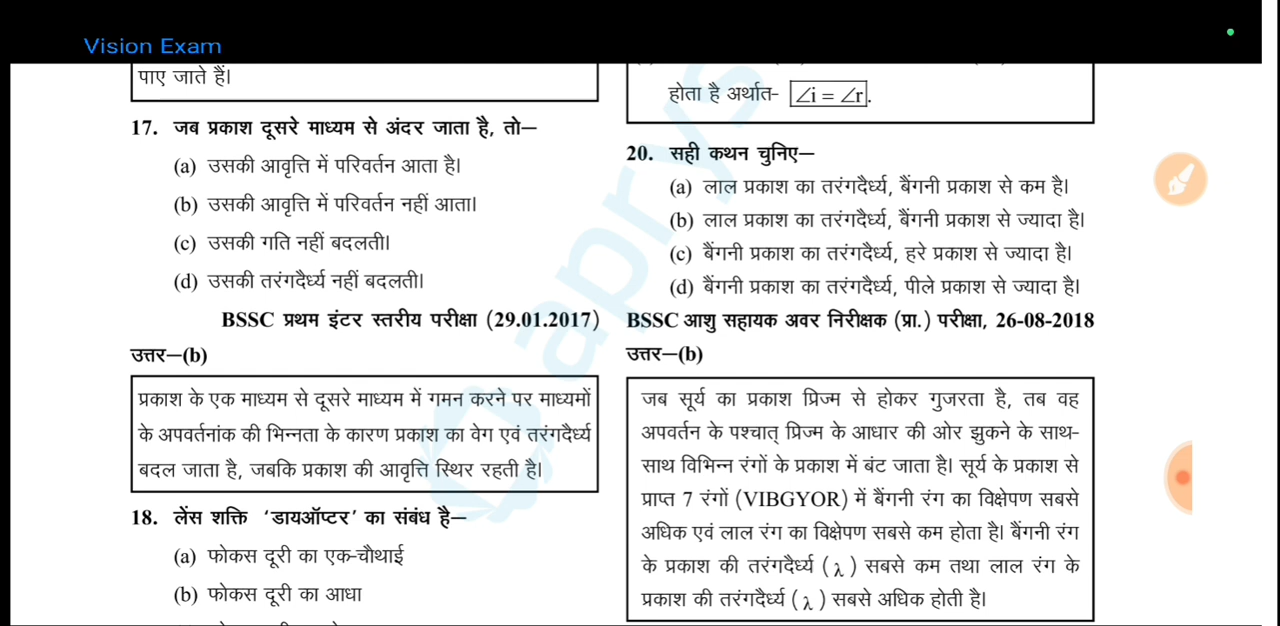 Vision Exam
पाए जाते हैं।
17. जब प्रकाश दूसरे माध्यम से अंदर जाता है, तो—
(a) उसकी आवृत्ति में परिवर्तन आता है।
(b) उसकी आवृत्ति में परिवर्तन नहीं आता।
(c) उसकी गति नहीं बदलती।
(d) उसकी तरंगदैर्ध्य नहीं बदलती।
BSSC प्रथम इंटर स्तरीय परीक्षा (29.01.2017)
उत्तर—(b)
प्रकाश के एक माध्यम से दूसरे माध्यम में गमन करने पर माध्यमों
के अपवर्तनांक की भिन्नता के कारण प्रकाश का वेग एवं तरंगदैर्ध्य
बदल जाता है, जबकि प्रकाश की आवृत्ति स्थिर रहती है।
18. लेंस शक्ति ‘डायऑप्टर’ का संबंध है—
(a) फोकस दूरी का एक-चौथाई
(b) फोकस दूरी का आधा
होता है अर्थात- ∠i = ∠r.
20. सही कथन चुनिए—
(a) लाल प्रकाश का तरंगदैर्ध्य, बैंगनी प्रकाश से कम है।
(b) लाल प्रकाश का तरंगदैर्ध्य, बैंगनी प्रकाश से ज्यादा है।
(c) बैंगनी प्रकाश का तरंगदैर्ध्य, हरे प्रकाश से ज्यादा है।
(d) बैंगनी प्रकाश का तरंगदैर्ध्य, पीले प्रकाश से ज्यादा है।
BSSC आशु सहायक अवर निरीक्षक (प्रा.) परीक्षा, 26-08-2018
उत्तर—(b)
जब सूर्य का प्रकाश प्रिज्म से होकर गुजरता है, तब वह
अपवर्तन के पश्चात् प्रिज्म के आधार की ओर झुकने के साथ-
साथ विभिन्न रंगों के प्रकाश में बंट जाता है। सूर्य के प्रकाश से
प्राप्त 7 रंगों (VIBGYOR) में बैंगनी रंग का विक्षेपण सबसे
अधिक एवं लाल रंग का विक्षेपण सबसे कम होता है। बैंगनी रंग
के प्रकाश की तरंगदैर्ध्य (λ) सबसे कम तथा लाल रंग के
प्रकाश की तरंगदैर्ध्य (λ) सबसे अधिक होती है।